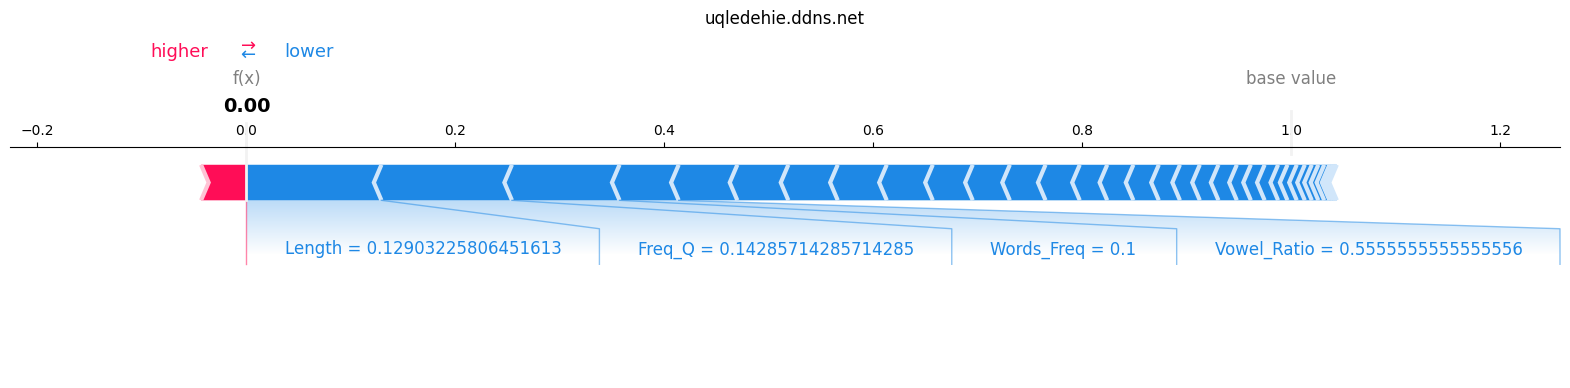 uqledehie.ddns.net
higher ⇄ lower
f(x) base value
0.00
−0.2 0.0 0.2 0.4 0.6 0.8 1.0 1.2
Length = 0.12903225806451613 Freq_Q = 0.14285714285714285 Words_Freq = 0.1 Vowel_Ratio = 0.5555555555555556